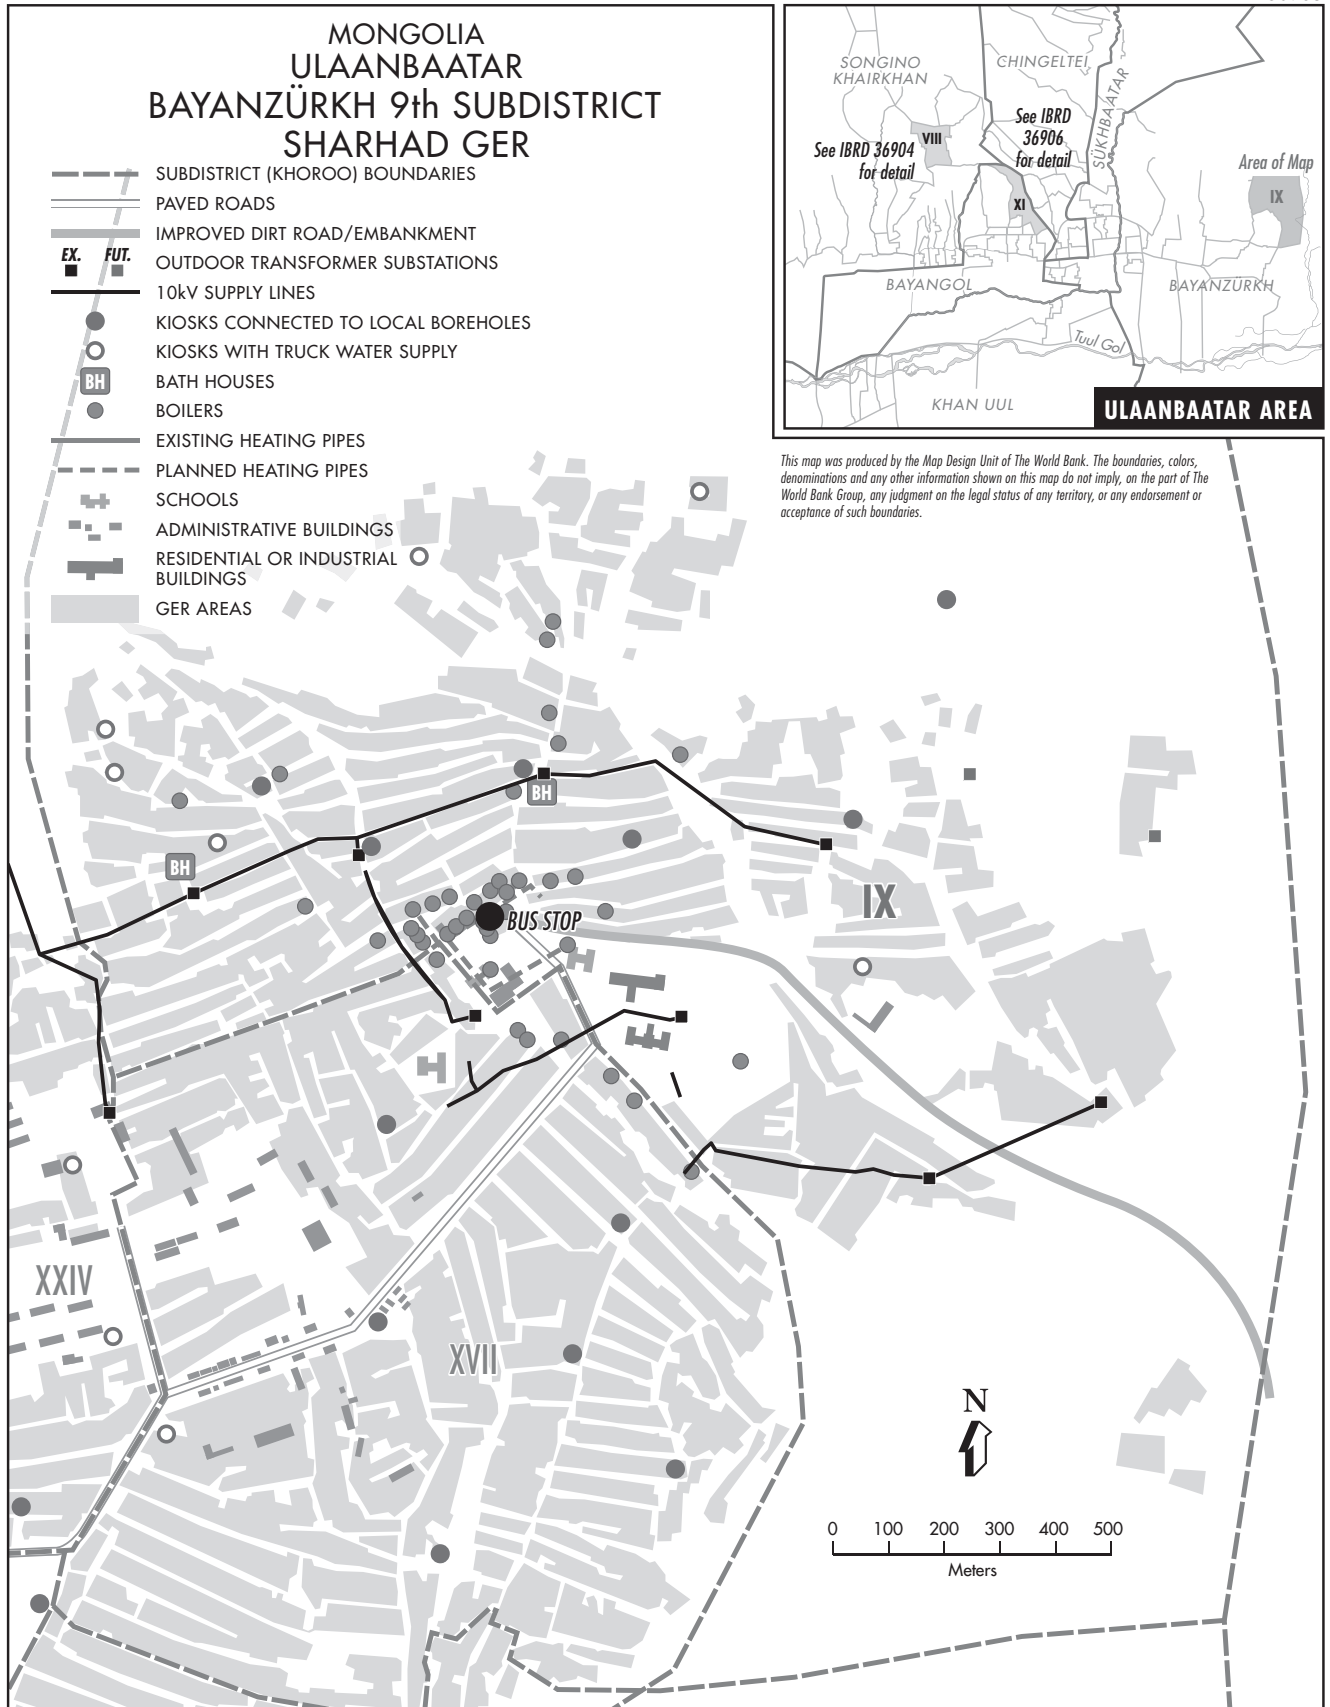 MONGOLIA
ULAANBAATAR
BAYANZÜRKH 9th SUBDISTRICT
SHARHAD GER
SUBDISTRICT (KHOROO) BOUNDARIES
PAVED ROADS
IMPROVED DIRT ROAD/EMBANKMENT
EX. FUT.
OUTDOOR TRANSFORMER SUBSTATIONS
10kV SUPPLY LINES
KIOSKS CONNECTED TO LOCAL BOREHOLES
KIOSKS WITH TRUCK WATER SUPPLY
BH BATH HOUSES
BOILERS
EXISTING HEATING PIPES
PLANNED HEATING PIPES
SCHOOLS
ADMINISTRATIVE BUILDINGS
RESIDENTIAL OR INDUSTRIAL
BUILDINGS
GER AREAS
SONGINO
KHAIRKHAN
CHINGELTEI
SÜKHBAATAR
See IBRD
36906
for detail
VIII
See IBRD 36904
for detail
Area of Map
IX
XI
BAYANGOL
BAYANZÜRKH
Tuul Gol
KHAN UUL
ULAANBAATAR AREA
This map was produced by the Map Design Unit of The World Bank. The boundaries, colors,
denominations and any other information shown on this map do not imply, on the part of The
World Bank Group, any judgment on the legal status of any territory, or any endorsement or
acceptance of such boundaries.
BH
BH
IX
BUS STOP
XXIV
XVII
N
0 100 200 300 400 500
Meters